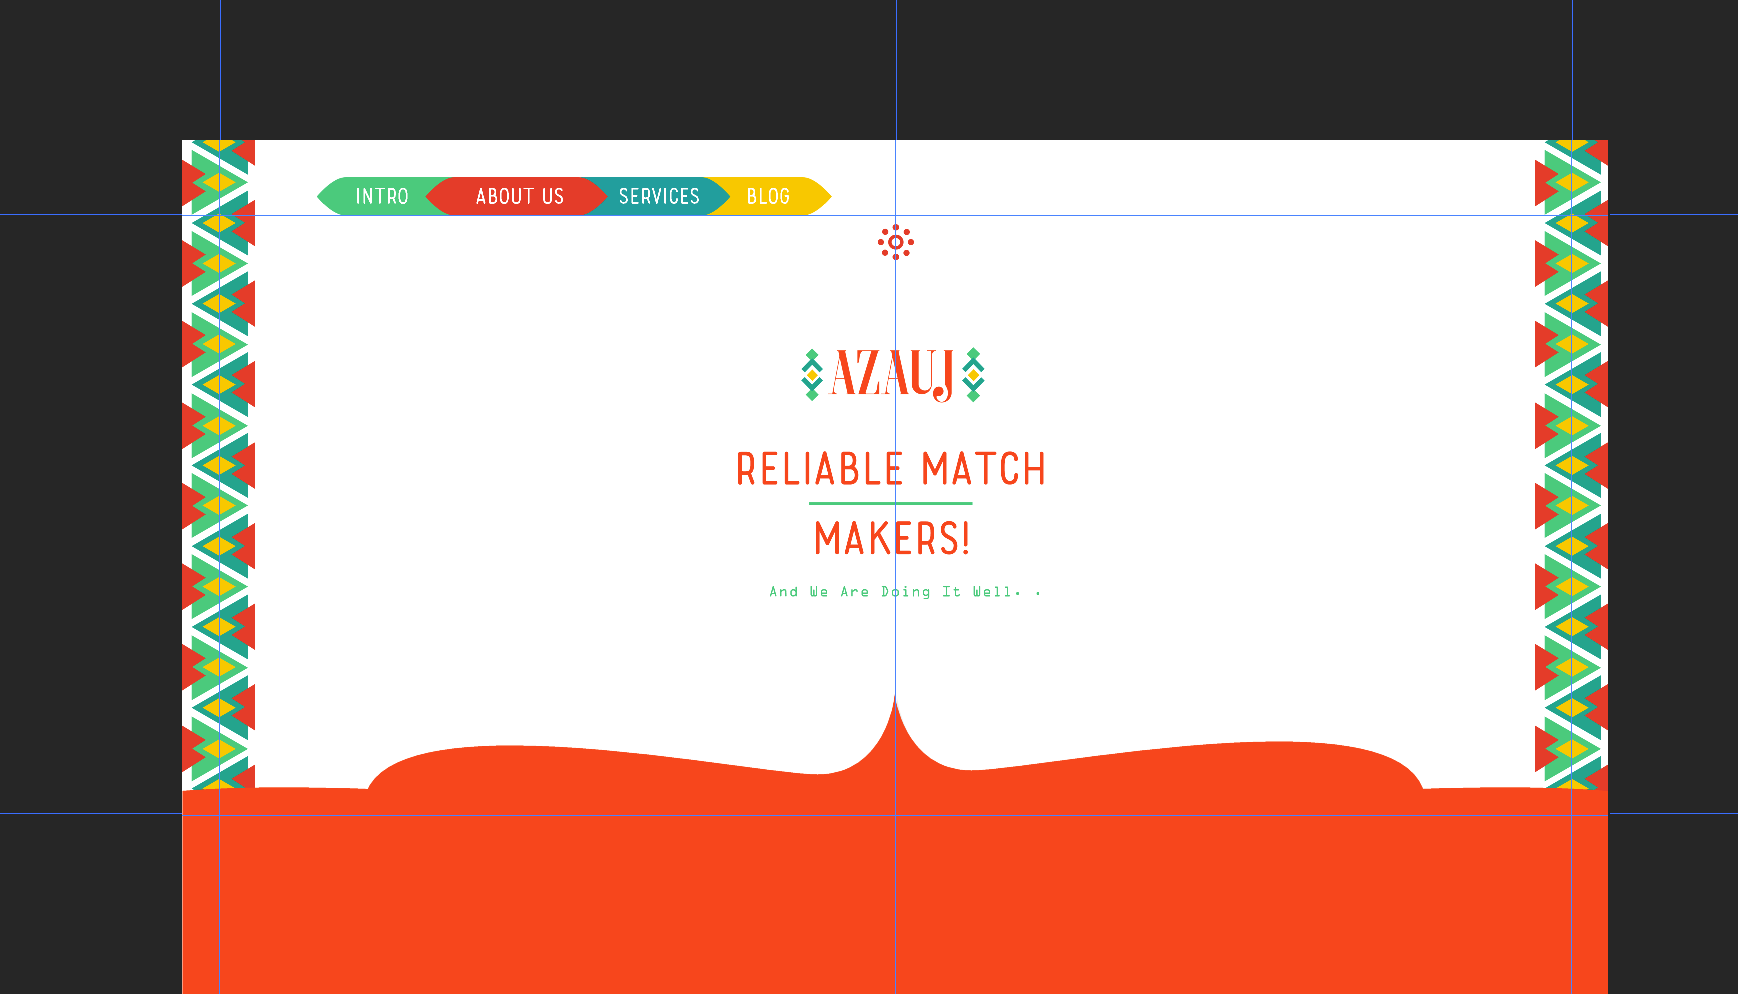 INTRO ABOUT US SERVICES BLOG
AZAUJ
RELIABLE MATCH
MAKERS!
And We Are Doing It Well. .